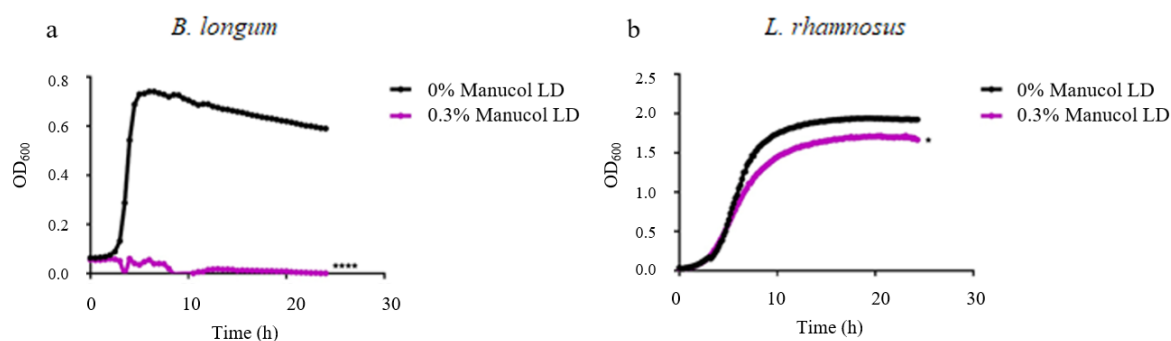 a
B. longum
0.8
0.6
0.4
0.2
0.0
OD600
0
10
20
30
Time (h)
0% Manucol LD
0.3% Manucol LD
****
b
L. rhamnosus
2.5
2.0
1.5
1.0
0.5
0.0
OD600
0
10
20
30
Time (h)
0% Manucol LD
0.3% Manucol LD
*